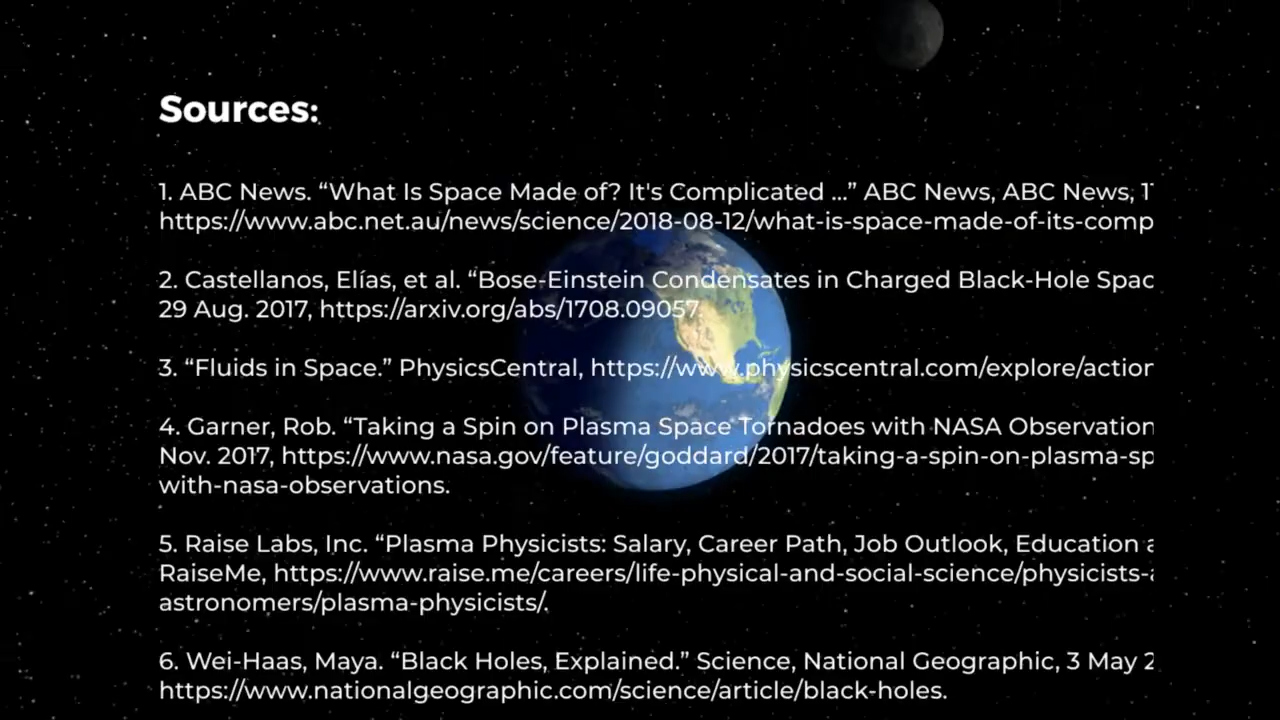 Sources:
1. ABC News. “What Is Space Made of? It's Complicated ...” ABC News, ABC News,
https://www.abc.net.au/news/science/2018-08-12/what-is-space-made-of-its-comp
2. Castellanos, Elías, et al. “Bose-Einstein Condensates in Charged Black-Hole Spac
29 Aug. 2017, https://arxiv.org/abs/1708.09057.
3. “Fluids in Space.” PhysicsCentral, https://www.physicscentral.com/explore/action
4. Garner, Rob. “Taking a Spin on Plasma Space Tornadoes with NASA Observation
Nov. 2017, https://www.nasa.gov/feature/goddard/2017/taking-a-spin-on-plasma-sp
with-nasa-observations.
5. Raise Labs, Inc. “Plasma Physicists: Salary, Career Path, Job Outlook, Education
RaiseMe, https://www.raise.me/careers/life-physical-and-social-science/physicists-
astronomers/plasma-physicists/.
6. Wei-Haas, Maya. “Black Holes, Explained.” Science, National Geographic, 3 May
https://www.nationalgeographic.com/science/article/black-holes.